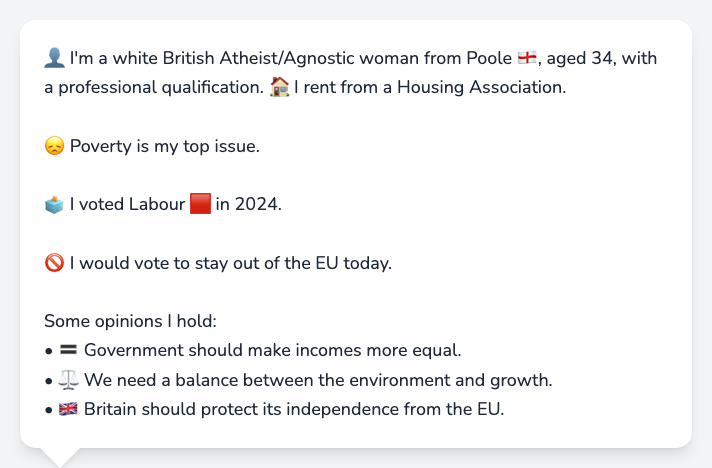 👤 I'm a white British Atheist/Agnostic woman from Poole 🏴󠁧󠁢󠁥󠁮󠁧󠁿, aged 34, with
a professional qualification. 🏠 I rent from a Housing Association.
😞 Poverty is my top issue.
🗳️ I voted Labour 🟥 in 2024.
🚫 I would vote to stay out of the EU today.
Some opinions I hold:
• 🟰 Government should make incomes more equal.
• ⚖️ We need a balance between the environment and growth.
• 🇬🇧 Britain should protect its independence from the EU.